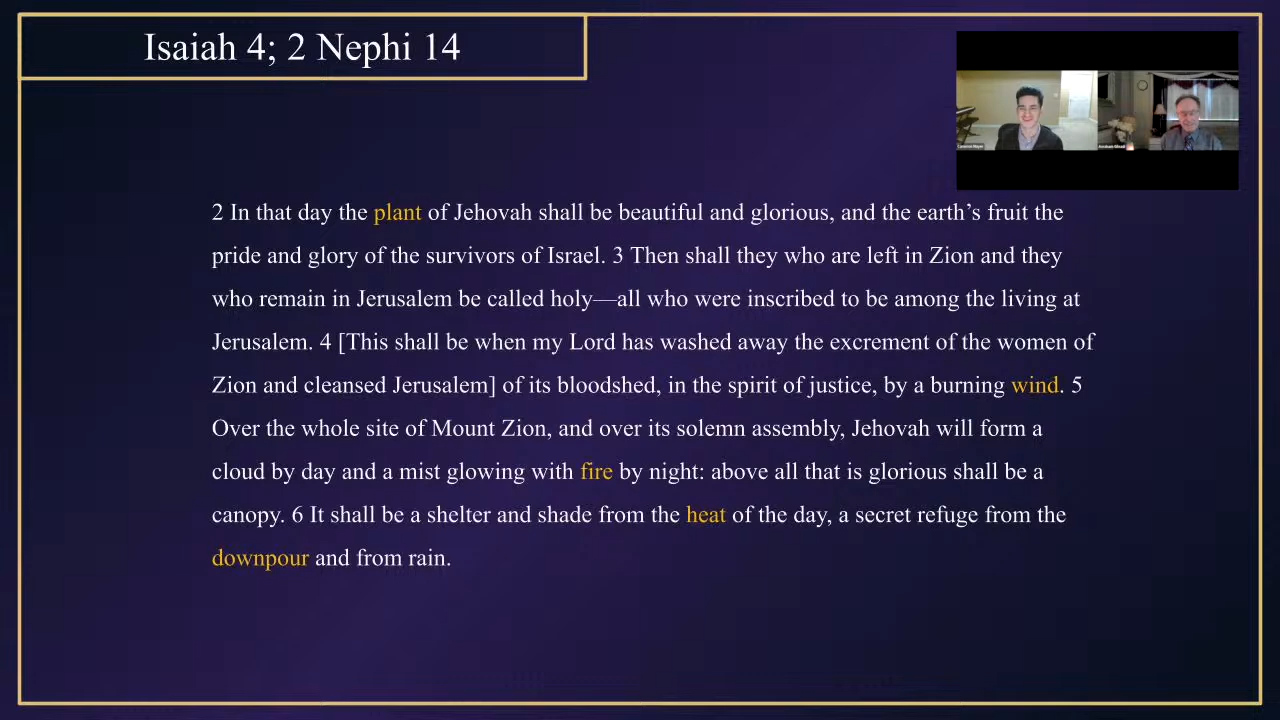 Isaiah 4; 2 Nephi 14
2 In that day the plant of Jehovah shall be beautiful and glorious, and the earth’s fruit the
pride and glory of the survivors of Israel. 3 Then shall they who are left in Zion and they
who remain in Jerusalem be called holy—all who were inscribed to be among the living at
Jerusalem. 4 [This shall be when my Lord has washed away the excrement of the women of
Zion and cleansed Jerusalem] of its bloodshed, in the spirit of justice, by a burning wind. 5
Over the whole site of Mount Zion, and over its solemn assembly, Jehovah will form a
cloud by day and a mist glowing with fire by night: above all that is glorious shall be a
canopy. 6 It shall be a shelter and shade from the heat of the day, a secret refuge from the
downpour and from rain.